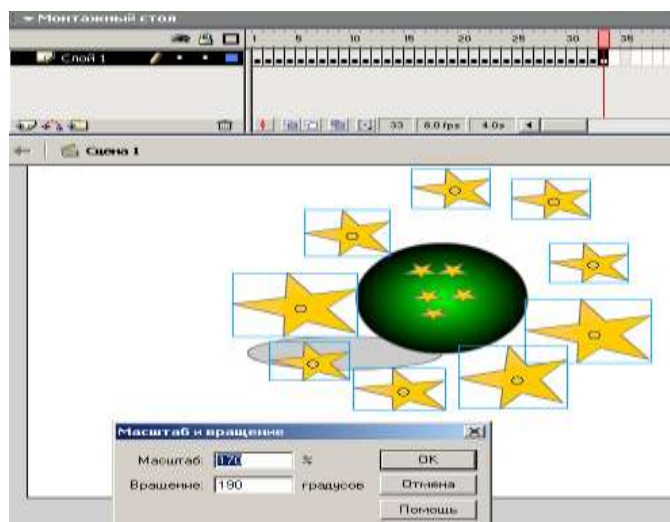 Монтажный стол
1 5 10 15 20 25 30 35
Слой 1
33 8.0 fps 4.0s
Сцена 1
Масштаб и вращение
Масштаб: 170 % OK
Вращение: 190 градусов Отмена
Помощь